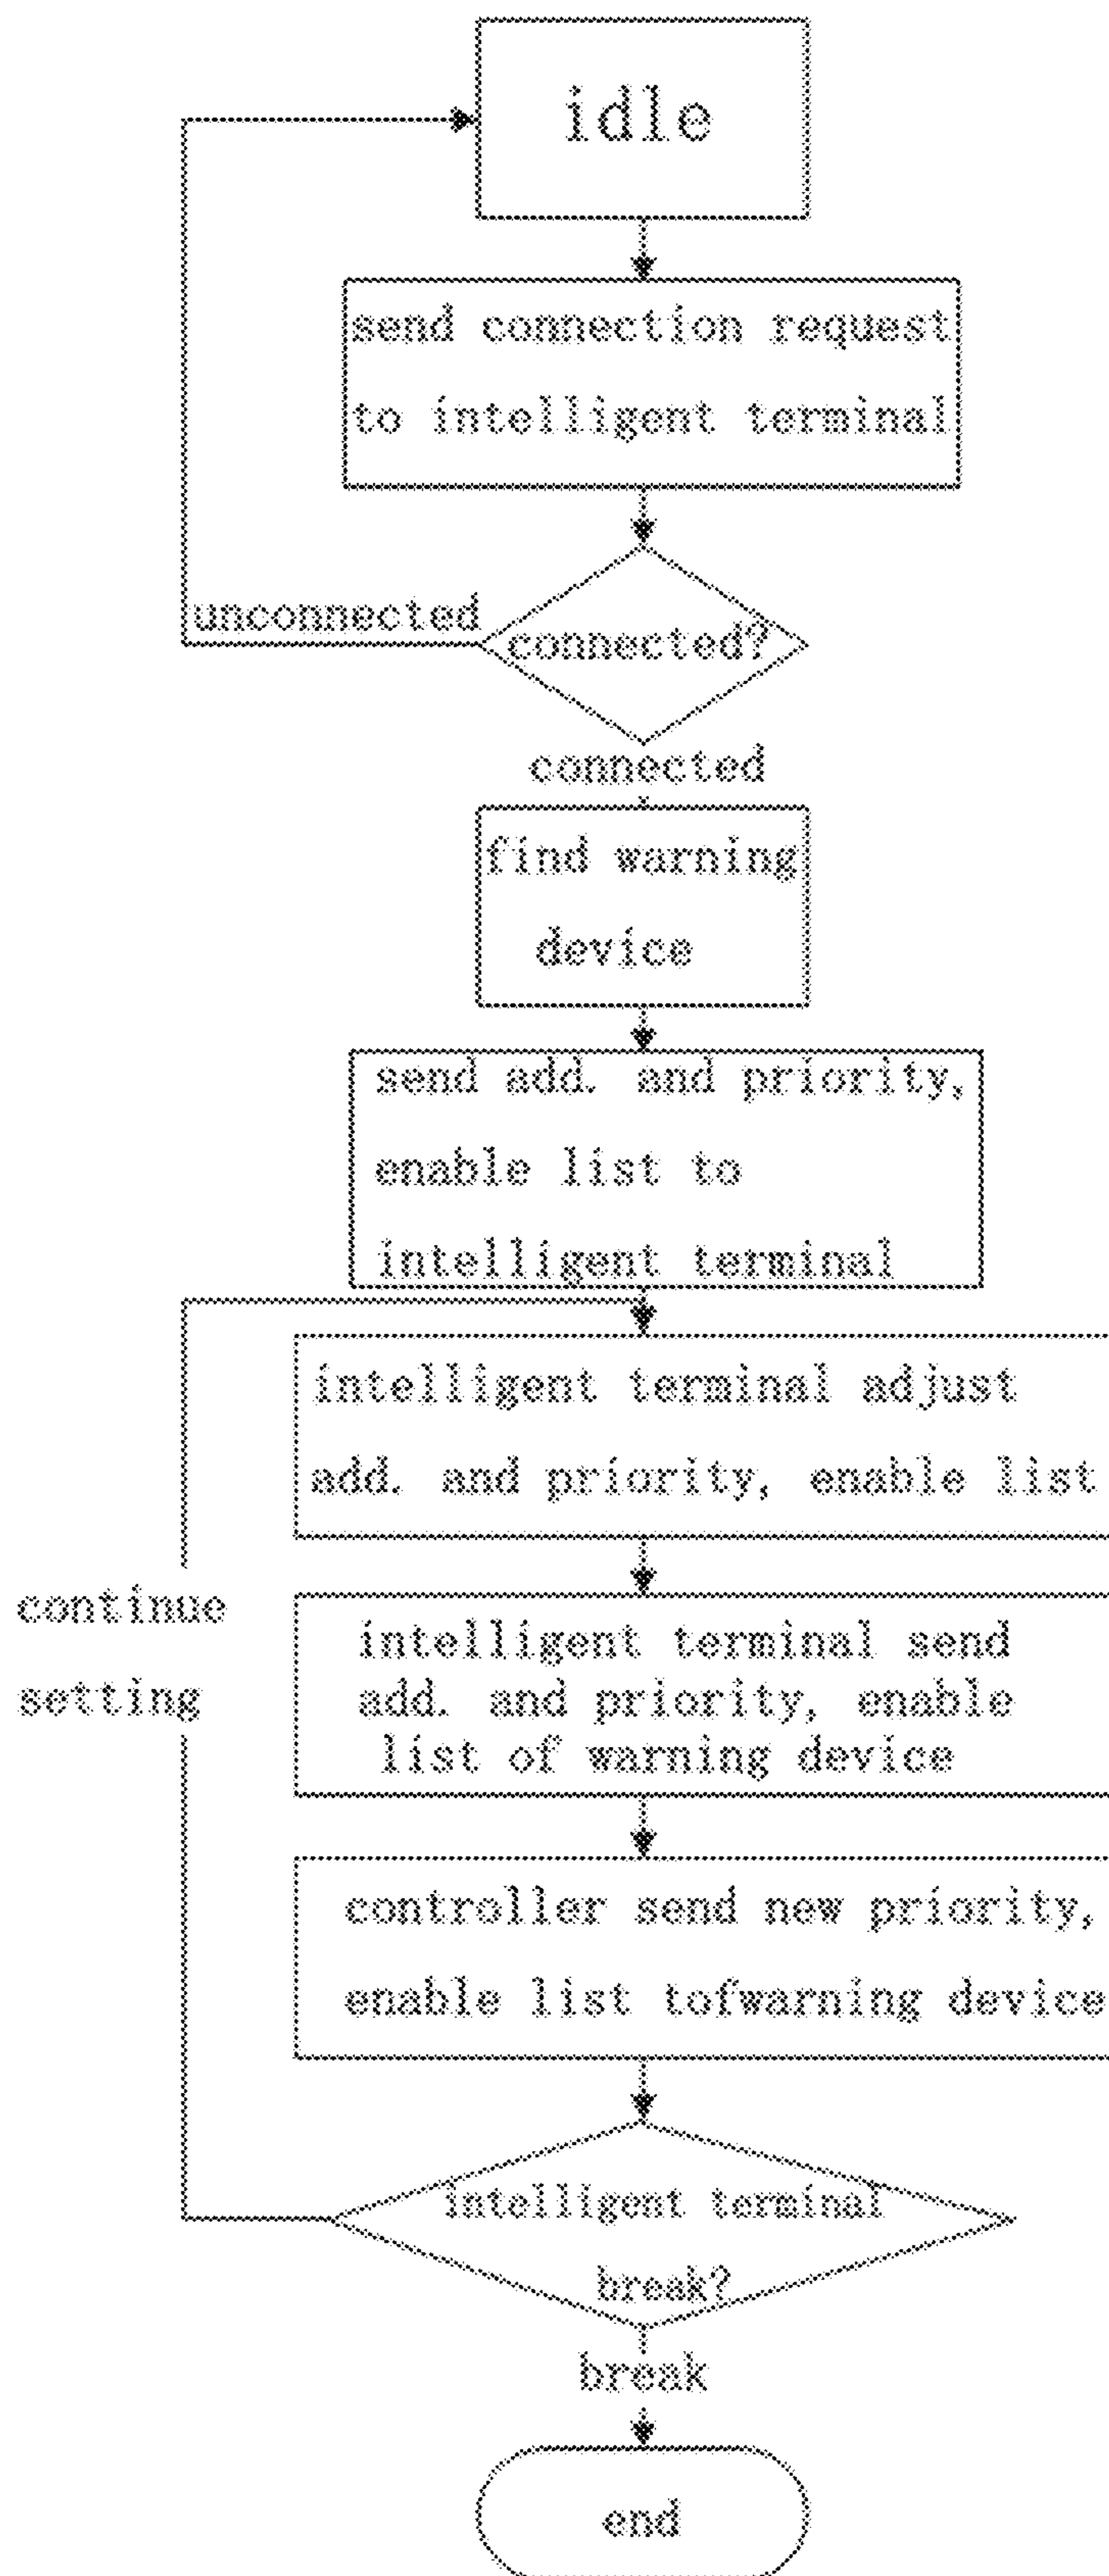 idle
send connection request
to intelligent terminal
unconnected
connected?
connected
find warning
device
send add. and priority,
enable list to
intelligent terminal
intelligent terminal adjust
add. and priority, enable list
continue
setting
intelligent terminal send
add. and priority, enable
list of warning device
controller send new priority,
enable list tofwarning device
intelligent terminal
break?
break
end